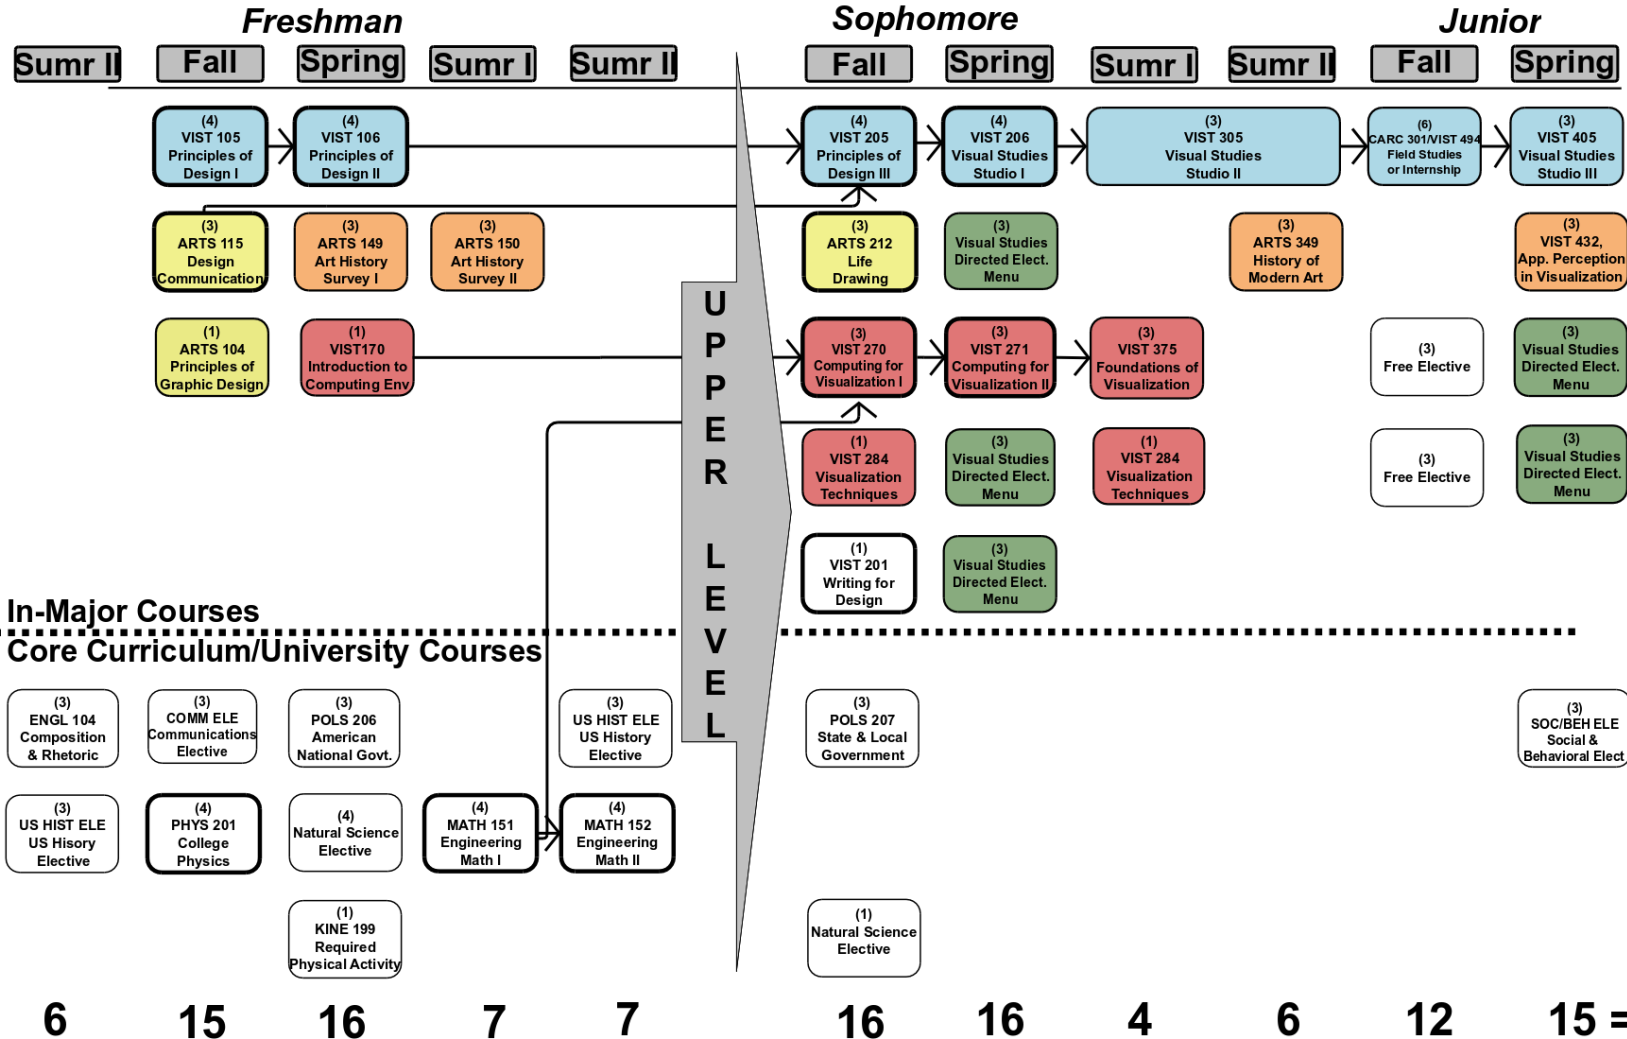 Freshman
Sophomore
Junior
Sumr II
Fall
Spring
Sumr I
Sumr II
Fall
Spring
Sumr I
Sumr II
Fall
Spring
(4)
VIST 105
Principles of
Design I
(4)
VIST 106
Principles of
Design II
(4)
VIST 205
Principles of
Design III
(4)
VIST 206
Visual Studies
Studio I
(3)
VIST 305
Visual Studies
Studio II
(6)
CARC 301/VIST 494
Field Studies
or Internship
(3)
VIST 405
Visual Studies
Studio III
(3)
ARTS 115
Design
Communication
(3)
ARTS 149
Art History
Survey I
(3)
ARTS 150
Art History
Survey II
(3)
ARTS 212
Life
Drawing
(3)
Visual Studies
Directed Elect.
Menu
(3)
ARTS 349
History of
Modern Art
(3)
VIST 432,
App. Perception
in Visualization
(1)
ARTS 104
Principles of
Graphic Design
(1)
VIST170
Introduction to
Computing Env
(3)
VIST 270
Computing for
Visualization I
(3)
VIST 271
Computing for
Visualization II
(3)
VIST 375
Foundations of
Visualization
(3)
Free Elective
(3)
Visual Studies
Directed Elect.
Menu
(1)
VIST 284
Visualization
Techniques
(3)
Visual Studies
Directed Elect.
Menu
(1)
VIST 284
Visualization
Techniques
(3)
Free Elective
(3)
Visual Studies
Directed Elect.
Menu
(1)
VIST 201
Writing for
Design
(3)
Visual Studies
Directed Elect.
Menu
UPPER LEVEL
In-Major Courses
Core Curriculum/University Courses
(3)
ENGL 104
Composition
& Rhetoric
(3)
COMM ELE
Communications
Elective
(3)
POLS 206
American
National Govt.
(3)
US HIST ELE
US History
Elective
(3)
POLS 207
State & Local
Government
(3)
SOC/BEH ELE
Social &
Behavioral Elect
(3)
US HIST ELE
US Hisory
Elective
(4)
PHYS 201
College
Physics
(4)
Natural Science
Elective
(4)
MATH 151
Engineering
Math I
(4)
MATH 152
Engineering
Math II
(1)
KINE 199
Required
Physical Activity
(1)
Natural Science
Elective
6
15
16
7
7
16
16
4
6
12
15 =